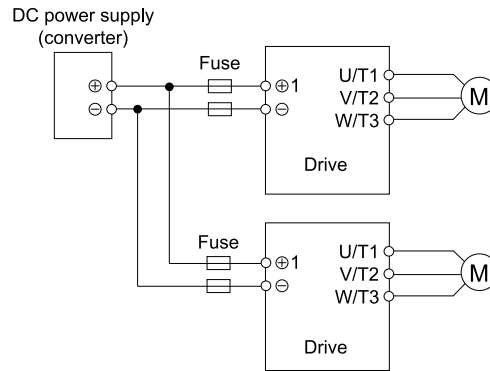 DC power supply
(converter)
Fuse
⊕
⊖
⊕1
⊖
U/T1
V/T2
W/T3
M
Drive
Fuse
⊕1
⊖
U/T1
V/T2
W/T3
M
Drive